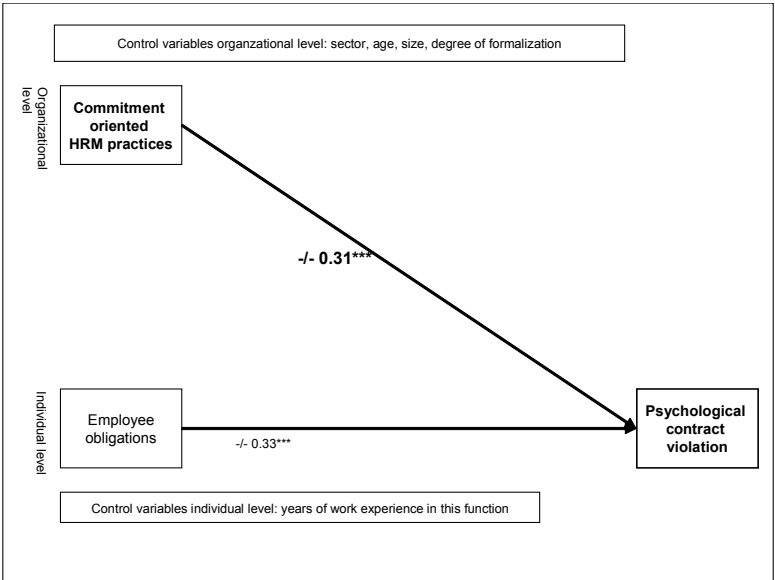 Control variables organzational level: sector, age, size, degree of formalization
Organizational
level
Commitment
oriented
HRM practices
-/- 0.31***
Individual level
Employee
obligations
-/- 0.33***
Psychological
contract
violation
Control variables individual level: years of work experience in this function